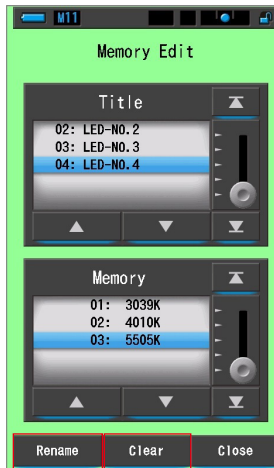 M11
Memory Edit
Title
02: LED-NO.2
03: LED-NO.3
04: LED-NO.4
Memory
01: 3039K
02: 4010K
03: 5505K
Rename Clear Close